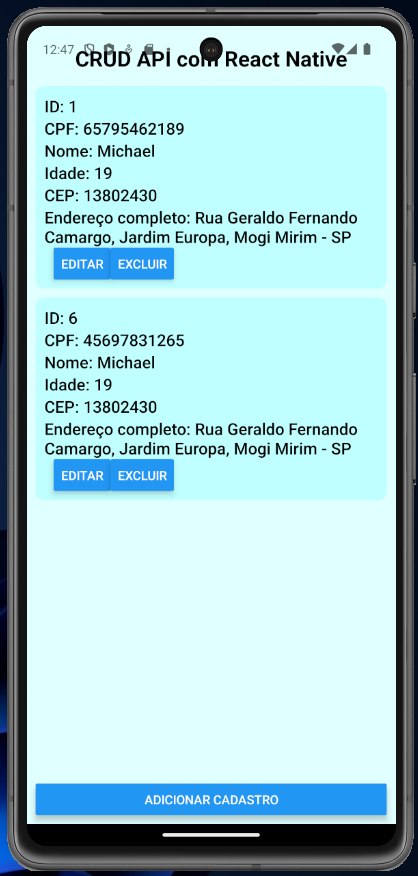 12:47
CRUD API com React Native
ID: 1
CPF: 65795462189
Nome: Michael
Idade: 19
CEP: 13802430
Endereço completo: Rua Geraldo Fernando
Camargo, Jardim Europa, Mogi Mirim - SP
EDITAR EXCLUIR
ID: 6
CPF: 45697831265
Nome: Michael
Idade: 19
CEP: 13802430
Endereço completo: Rua Geraldo Fernando
Camargo, Jardim Europa, Mogi Mirim - SP
EDITAR EXCLUIR
ADICIONAR CADASTRO